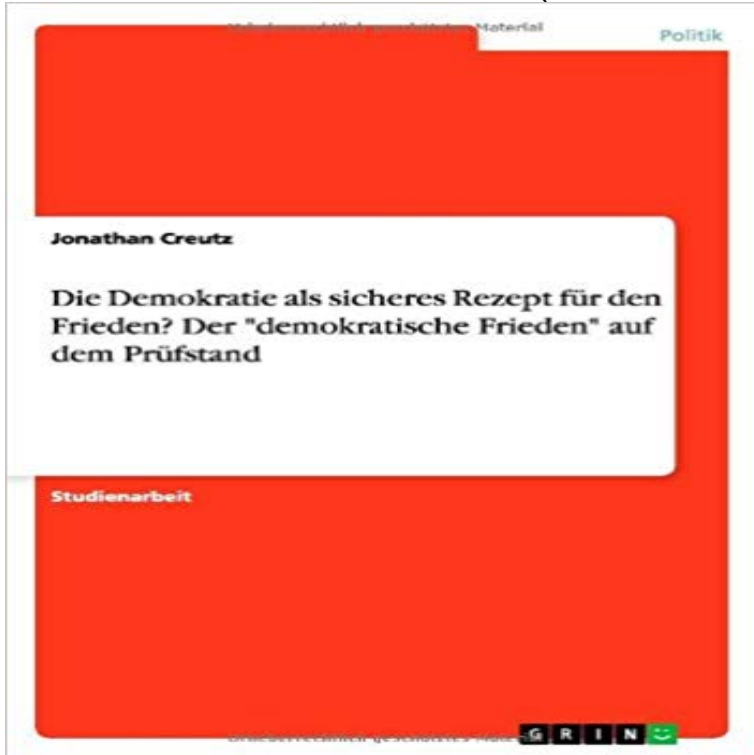 Material
Politik
Jonathan Creutz
Die Demokratie als sicheres Rezept für den
Frieden? Der "demokratische Frieden" auf
dem Prüfstand
Studienarbeit
GRIN